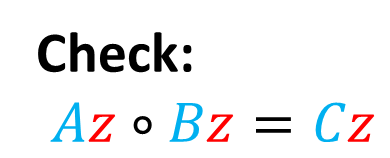 Check:
Az ∘ Bz = Cz